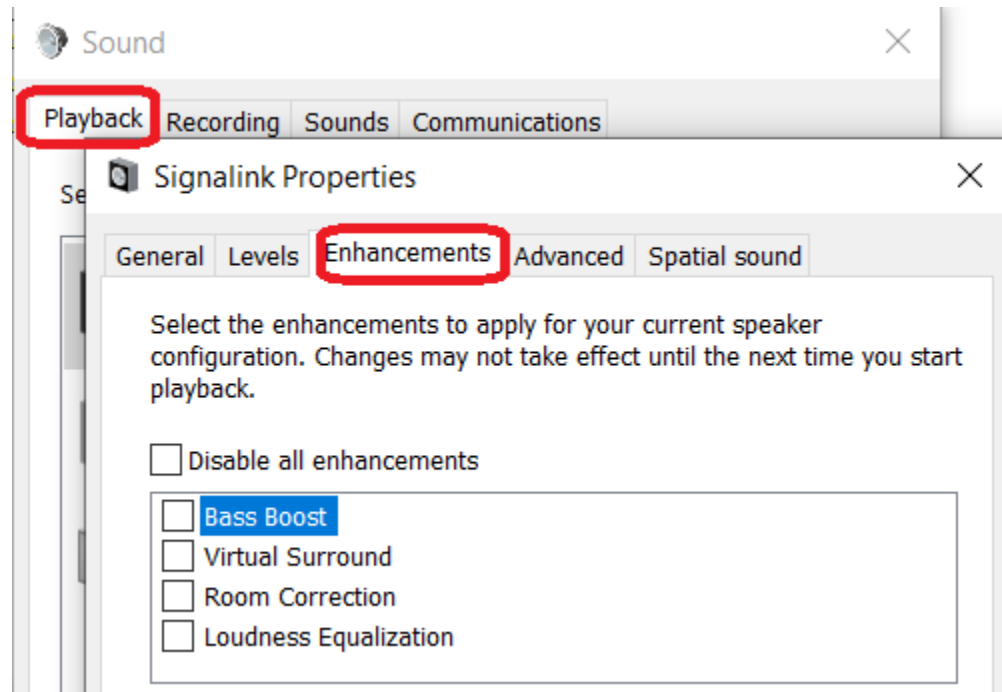 Sound
Playback Recording Sounds Communications
Signalink Properties
Se
General Levels Enhancements Advanced Spatial sound
Select the enhancements to apply for your current speaker
configuration. Changes may not take effect until the next time you start
playback.
Disable all enhancements
Bass Boost
Virtual Surround
Room Correction
Loudness Equalization